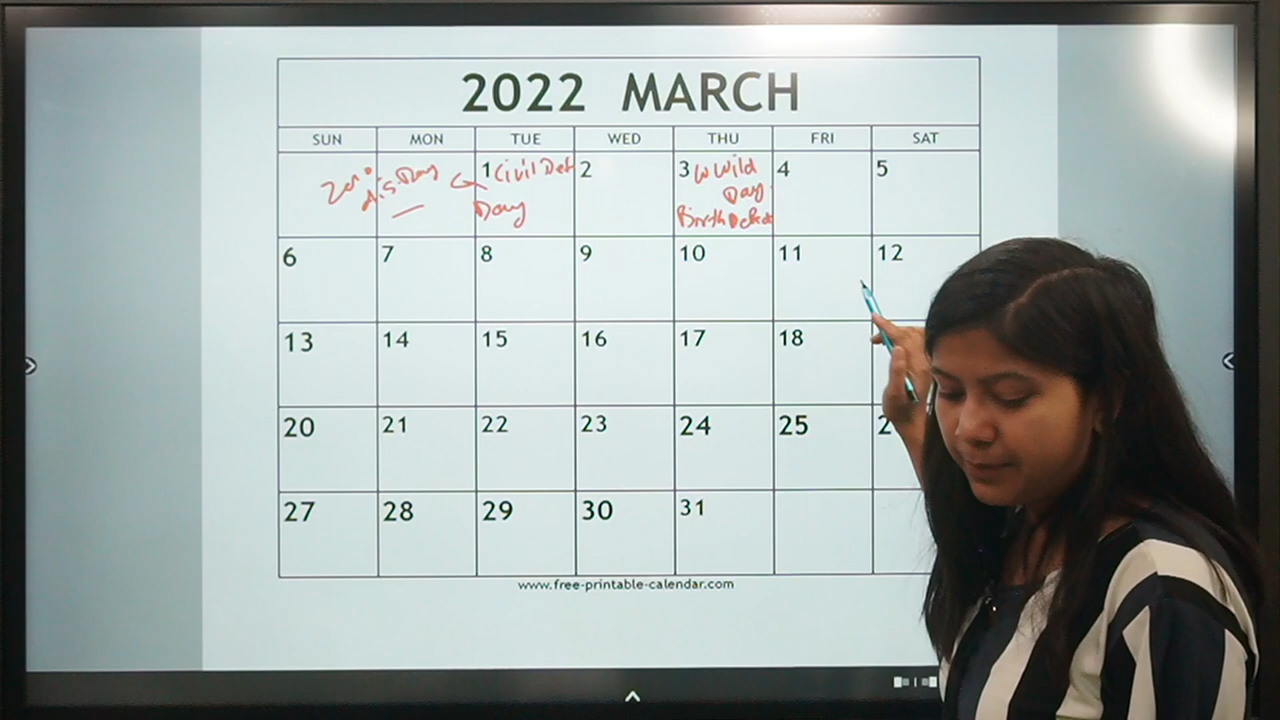 2022 MARCH
SUN MON TUE WED THU FRI SAT
1 Civil Def 2 3 W Wild 4 5
Day Day
Birth
6 7 8 9 10 11 12
13 14 15 16 17 18
20 21 22 23 24 25 2
27 28 29 30 31
www.free-printable-calendar.com